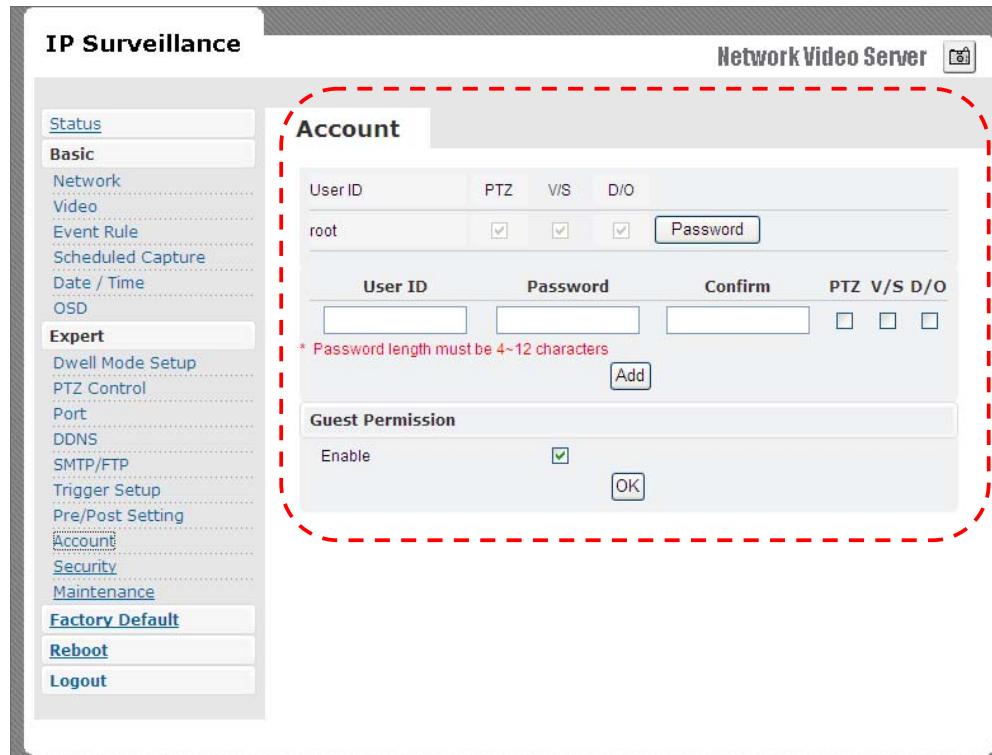 IP Surveillance
Network Video Server
Status
Basic
Network
Video
Event Rule
Scheduled Capture
Date / Time
OSD
Expert
Dwell Mode Setup
PTZ Control
Port
DDNS
SMTP/FTP
Trigger Setup
Pre/Post Setting
Account
Security
Maintenance
Factory Default
Reboot
Logout
Account
User ID PTZ V/S D/O
root Password
User ID Password Confirm PTZ V/S D/O
* Password length must be 4~12 characters
Add
Guest Permission
Enable
OK